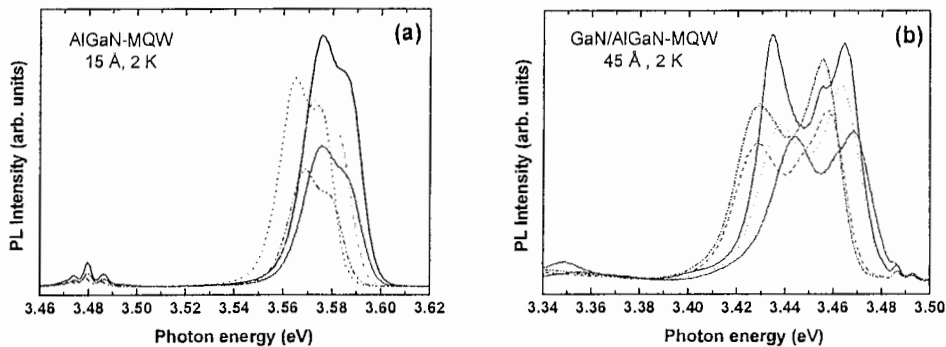 (a)
AlGaN-MQW
15 Å, 2 K
PL Intensity (arb. units)
3.46 3.48 3.50 3.52 3.54 3.56 3.58 3.60 3.62
Photon energy (eV)
(b)
GaN/AlGaN-MQW
45 Å , 2 K
PL Intensity (arb. units)
3.34 3.36 3.38 3.40 3.42 3.44 3.46 3.48 3.50
Photon energy (eV)